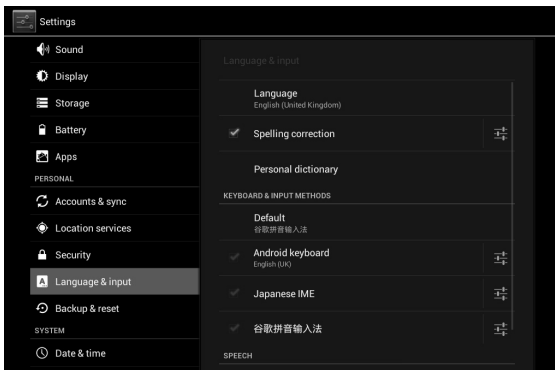 Settings
Sound
Display
Storage
Battery
Apps
PERSONAL
Accounts & sync
Location services
Security
Language & input
Backup & reset
SYSTEM
Date & time
Language & input
Language
English (United Kingdom)
Spelling correction
Personal dictionary
KEYBOARD & INPUT METHODS
Default
谷歌拼音输入法
Android keyboard
English (UK)
Japanese IME
谷歌拼音输入法
SPEECH